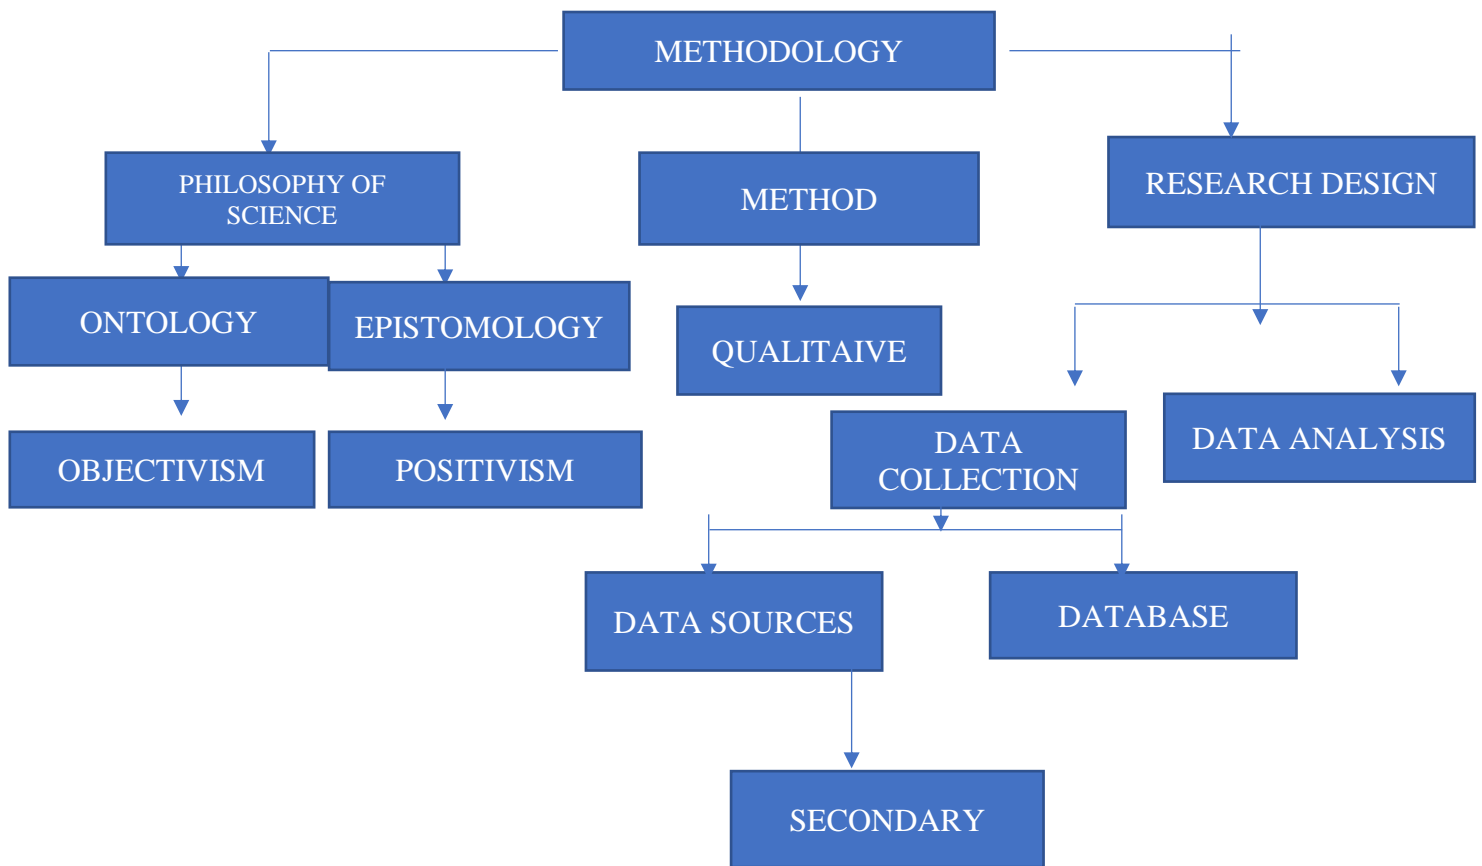 METHODOLOGY
PHILOSOPHY OF
SCIENCE
METHOD
RESEARCH DESIGN
ONTOLOGY
EPISTOMOLOGY
QUALITAIVE
OBJECTIVISM
POSITIVISM
DATA
COLLECTION
DATA ANALYSIS
DATA SOURCES
DATABASE
SECONDARY